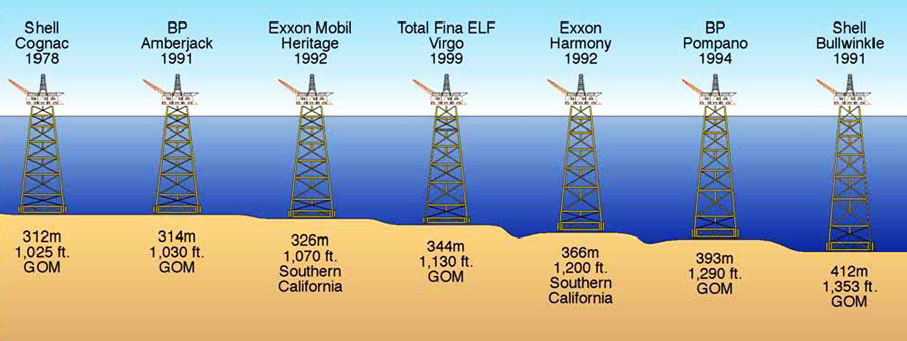 Shell
Cognac
1978
BP
Amberjack
1991
Exxon Mobil
Heritage
1992
Total Fina ELF
Virgo
1999
Exxon
Harmony
1992
BP
Pompano
1994
Shell
Bullwinkle
1991
312m
1,025 ft.
GOM
314m
1,030 ft.
GOM
326m
1,070 ft.
Southern
California
344m
1,130 ft.
GOM
366m
1,200 ft.
Southern
California
393m
1,290 ft.
GOM
412m
1,353 ft.
GOM